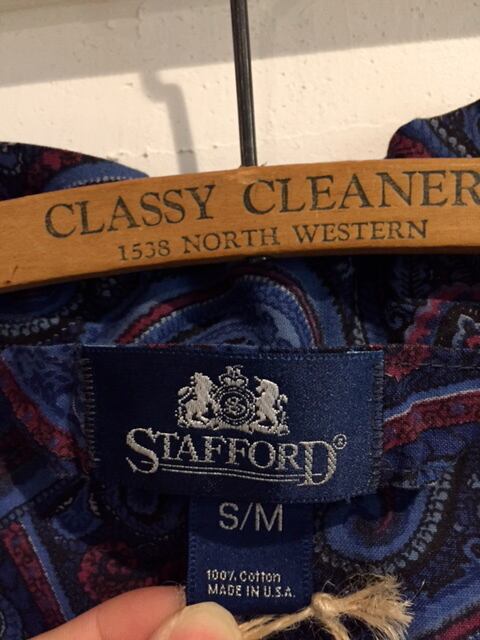 CLASSY CLEANER
1538 NORTH WESTERN
STAFFORD®
S/M
100% Cotton
MADE IN U.S.A.